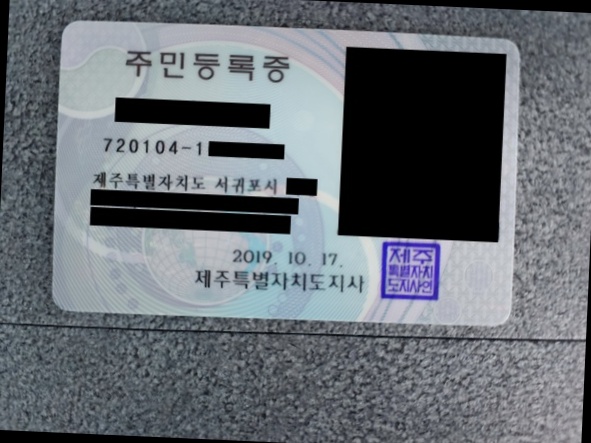 주민등록증
720104-1
제주특별자치도 서귀포시
2019. 10. 17.
제주특별자치도지사
제주
특별자치
도지사인